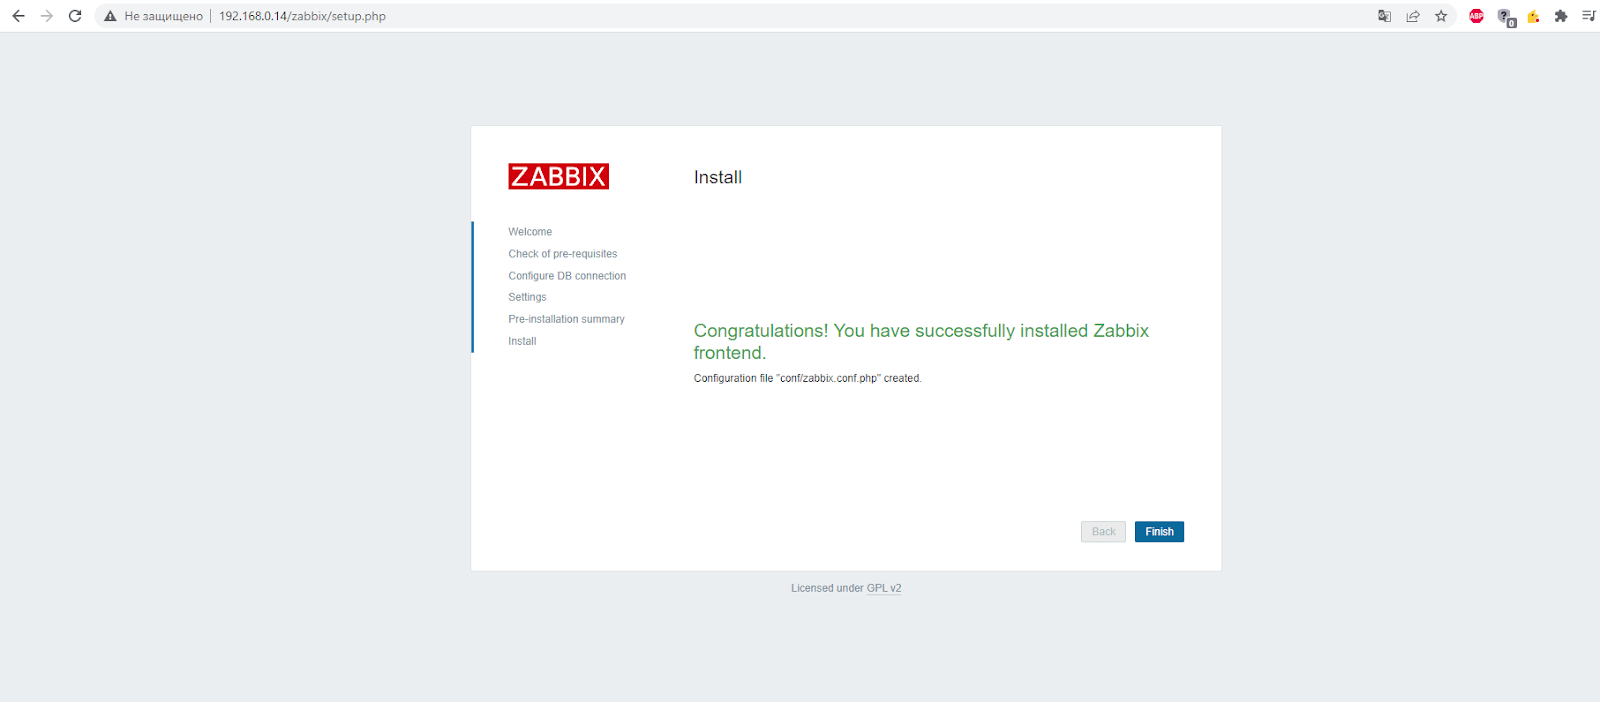 Не защищено
192.168.0.14/zabbix/setup.php
ABP
?
0
ZABBIX
Install
Welcome
Check of pre-requisites
Configure DB connection
Settings
Pre-installation summary
Install
Congratulations! You have successfully installed Zabbix
frontend.
Configuration file "conf/zabbix.conf.php" created.
Back
Finish
Licensed under GPL v2